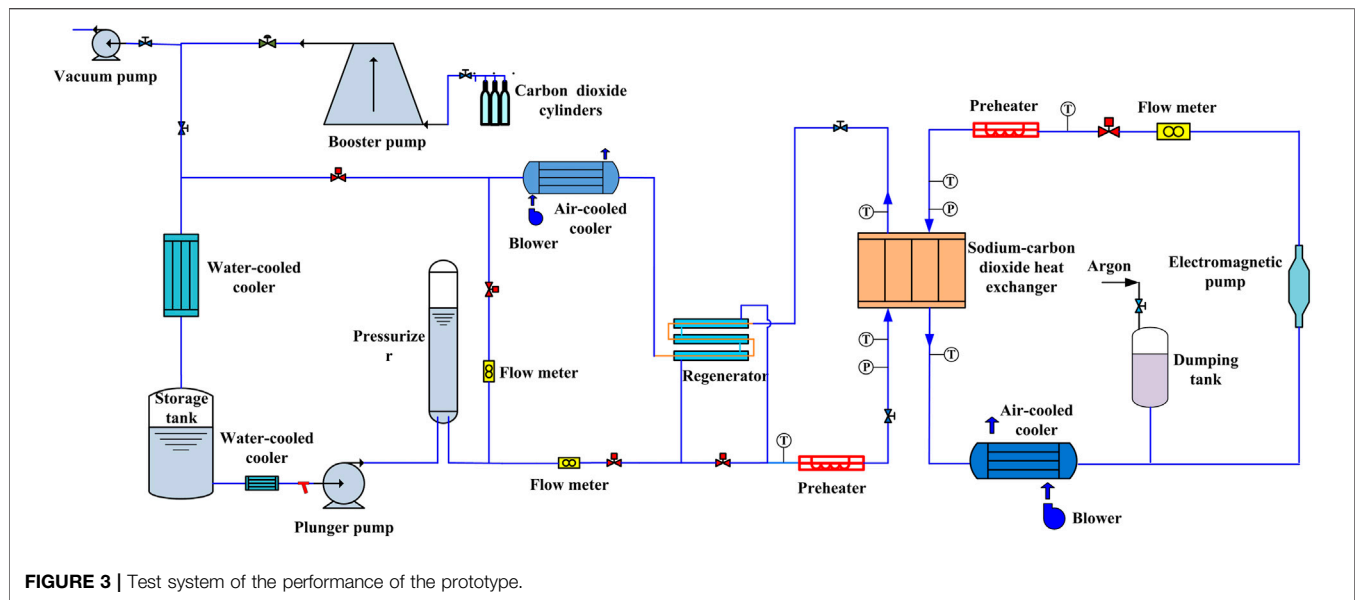 Vacuum pump
Booster pump
Carbon dioxide
cylinders
Preheater
T
Flow meter
Air-cooled
cooler
Blower
T
T
P
Water-cooled
cooler
Sodium-carbon
dioxide heat
exchanger
Argon
Electromagnetic
pump
Pressurize
r
Flow meter
Regenerator
T
P
T
Dumping
tank
Storage
tank
Water-cooled
cooler
Air-cooled
cooler
T
Flow meter
Preheater
Plunger pump
Blower
FIGURE 3 | Test system of the performance of the prototype.